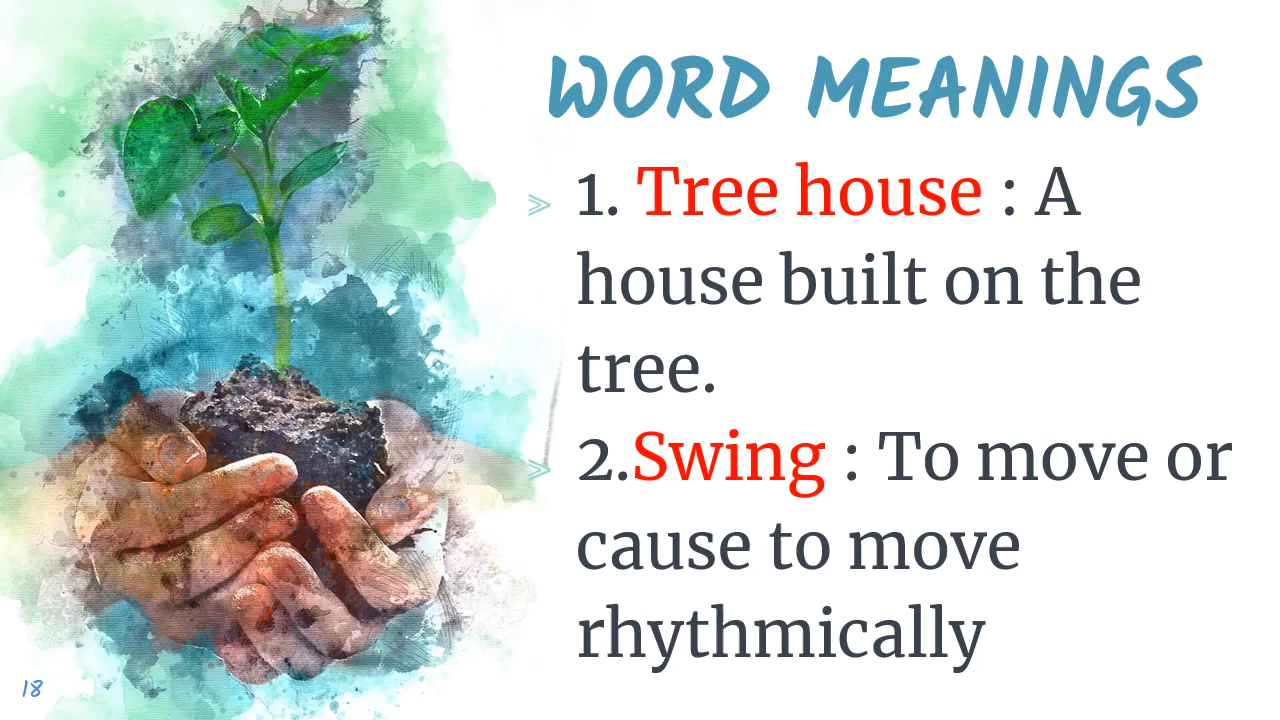 WORD MEANINGS
1. Tree house : A
house built on the
tree.
2.Swing : To move or
cause to move
rhythmically
18